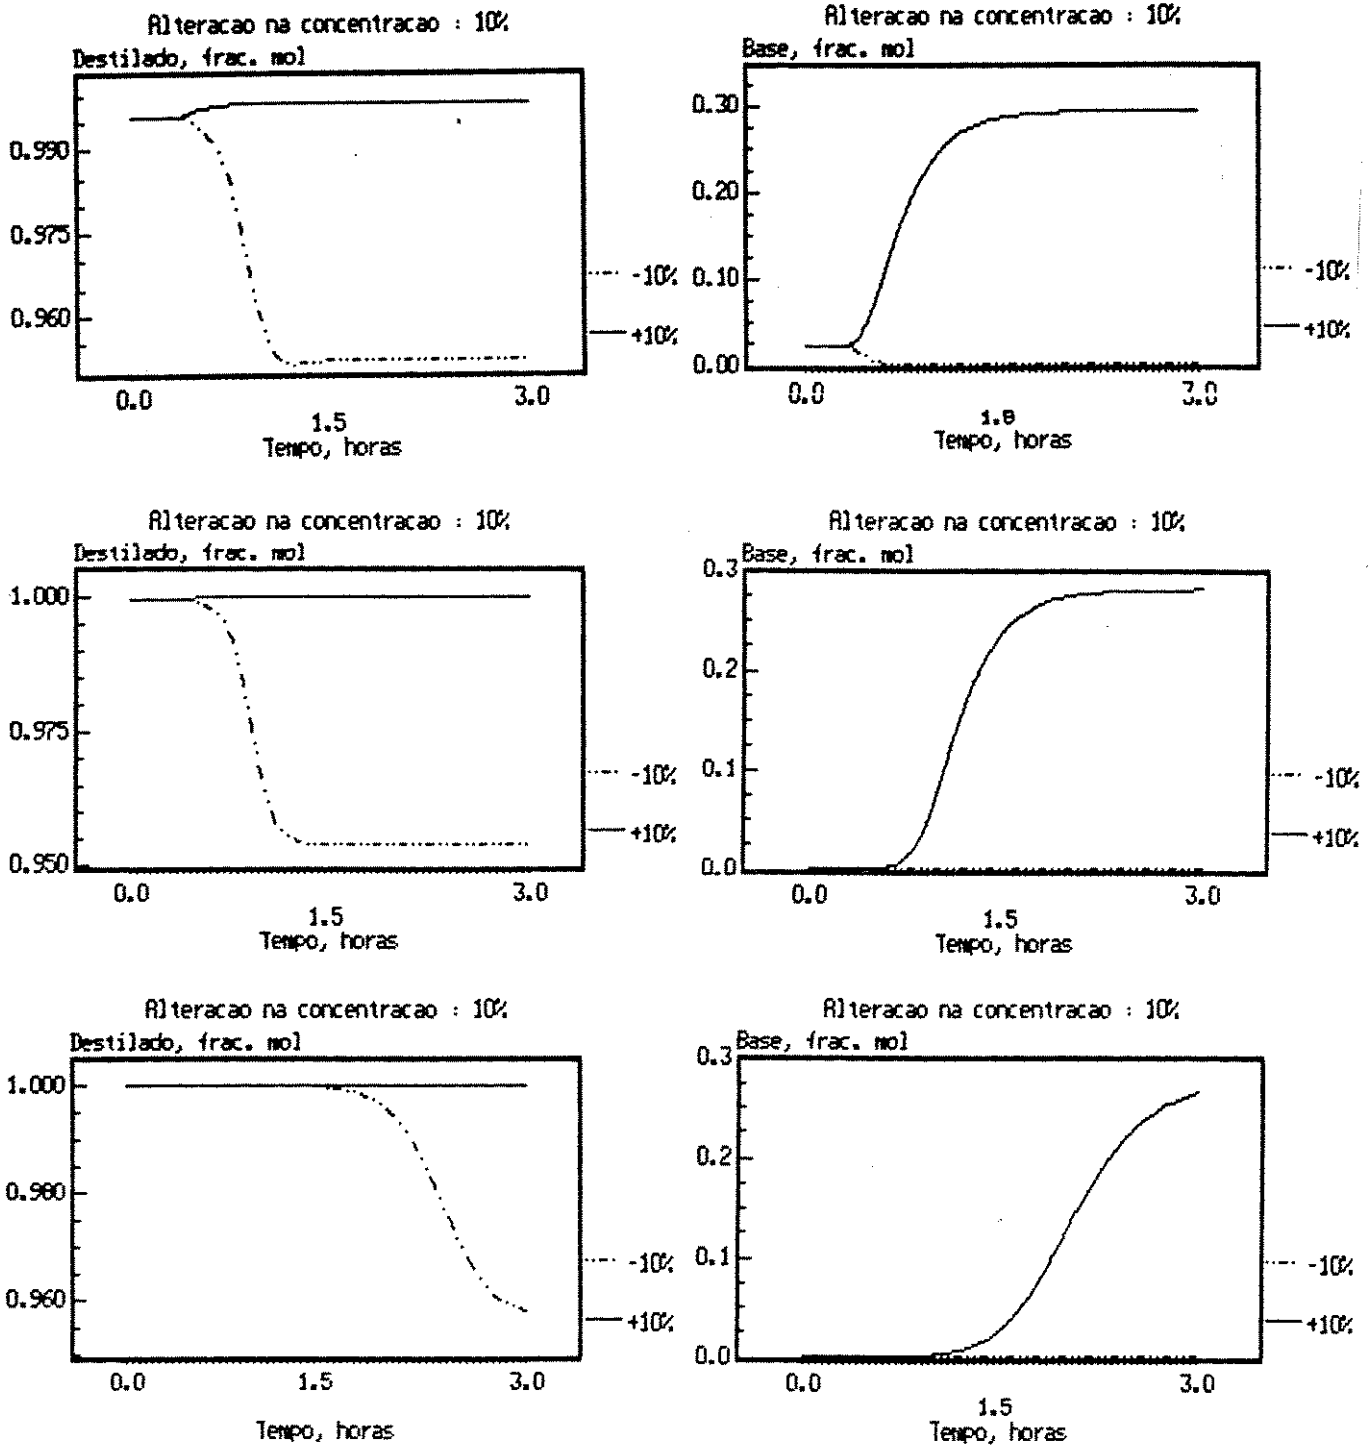 Alteracao na concentracao : 10%
Destilado, frac. mol
0.990
0.975
0.960
-10%
+10%
0.0
3.0
1.5
Tempo, horas
Alteracao na concentracao : 10%
Base, frac. mol
0.30
0.20
0.10
0.00
-10%
+10%
0.0
3.0
1.8
Tempo, horas
Alteracao na concentracao : 10%
Destilado, frac. mol
1.000
0.975
0.950
-10%
+10%
0.0
3.0
1.5
Tempo, horas
Alteracao na concentracao : 10%
Base, frac. mol
0.3
0.2
0.1
0.0
-10%
+10%
0.0
3.0
1.5
Tempo, horas
Alteracao na concentracao : 10%
Destilado, frac. mol
1.000
0.980
0.960
-10%
+10%
0.0
1.5
3.0
Tempo, horas
Alteracao na concentracao : 10%
Base, frac. mol
0.3
0.2
0.1
0.0
-10%
+10%
0.0
3.0
1.5
Tempo, horas